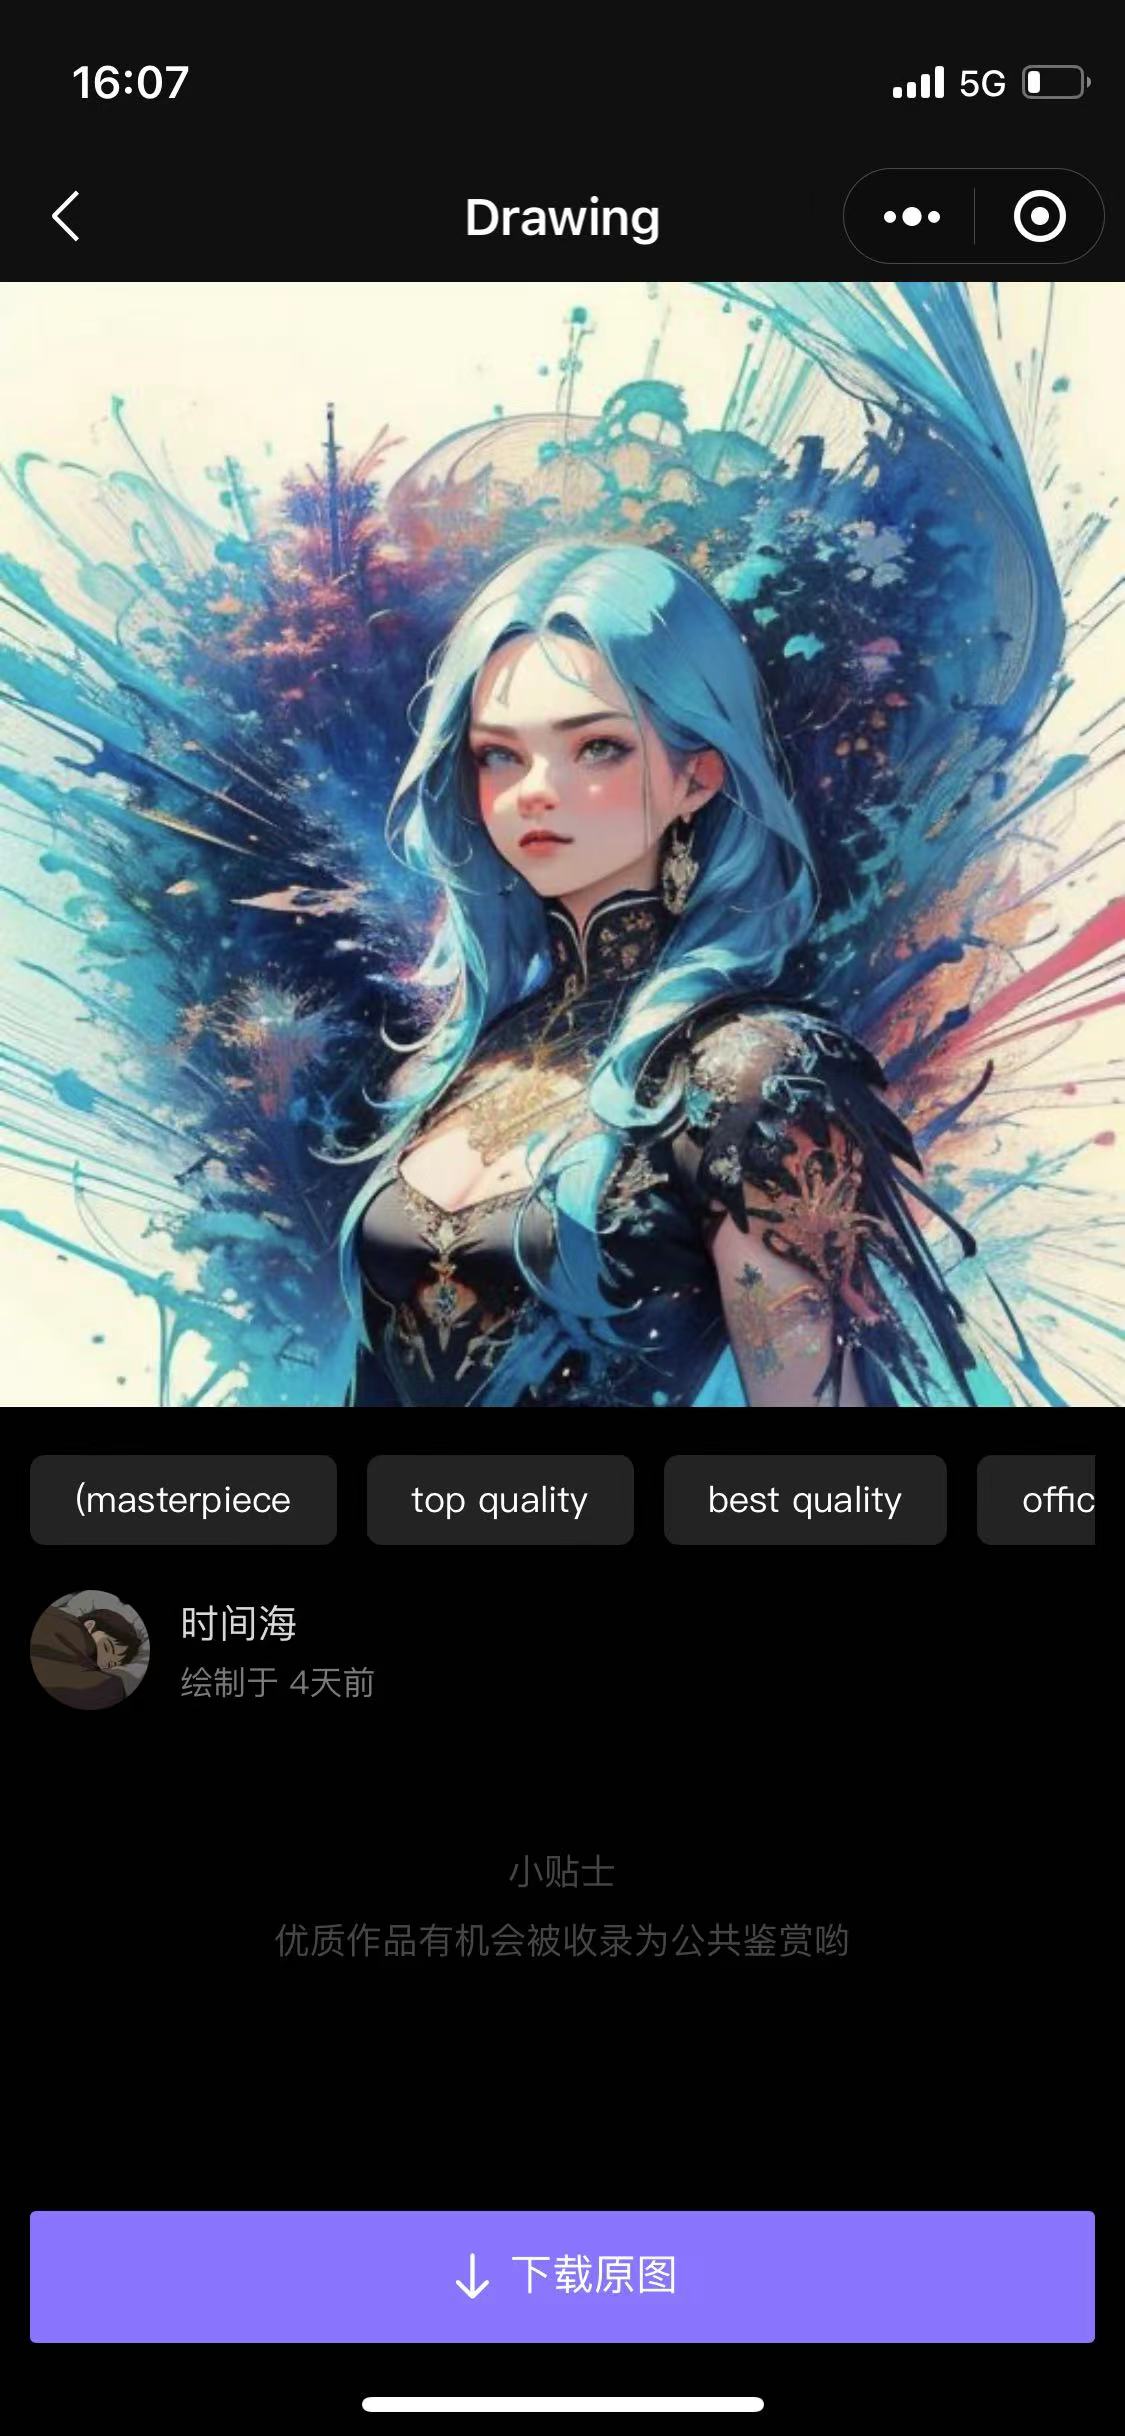 16:07
5G
Drawing
(masterpiece
top quality
best quality
offic
时间海
绘制于 4天前
小贴士
优质作品有机会被收录为公共鉴赏哟
下载原图